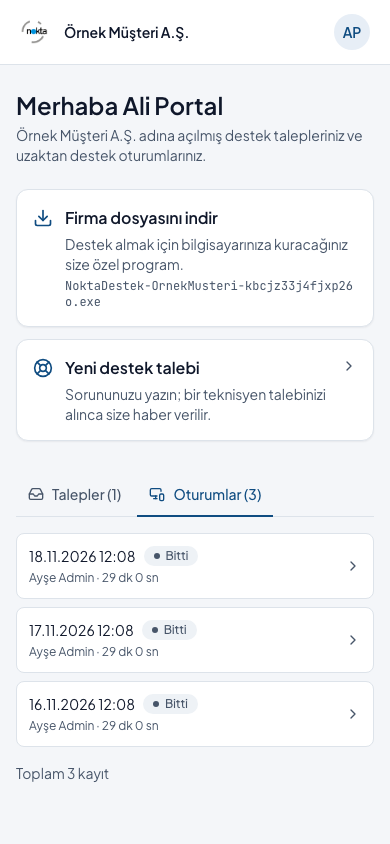 nokta
Örnek Müşteri A.Ş.
AP
Merhaba Ali Portal
Örnek Müşteri A.Ş. adına açılmış destek talepleriniz ve
uzaktan destek oturumlarınız.
Firma dosyasını indir
Destek almak için bilgisayarınıza kuracağınız
size özel program.
NoktaDestek-OrnekMusteri-kbcjz33j4fjxp26
o.exe
Yeni destek talebi
Sorununuzu yazın; bir teknisyen talebinizi
alınca size haber verilir.
Talepler (1)
Oturumlar (3)
18.11.2026 12:08 Bitti
Ayşe Admin · 29 dk 0 sn
17.11.2026 12:08 Bitti
Ayşe Admin · 29 dk 0 sn
16.11.2026 12:08 Bitti
Ayşe Admin · 29 dk 0 sn
Toplam 3 kayıt